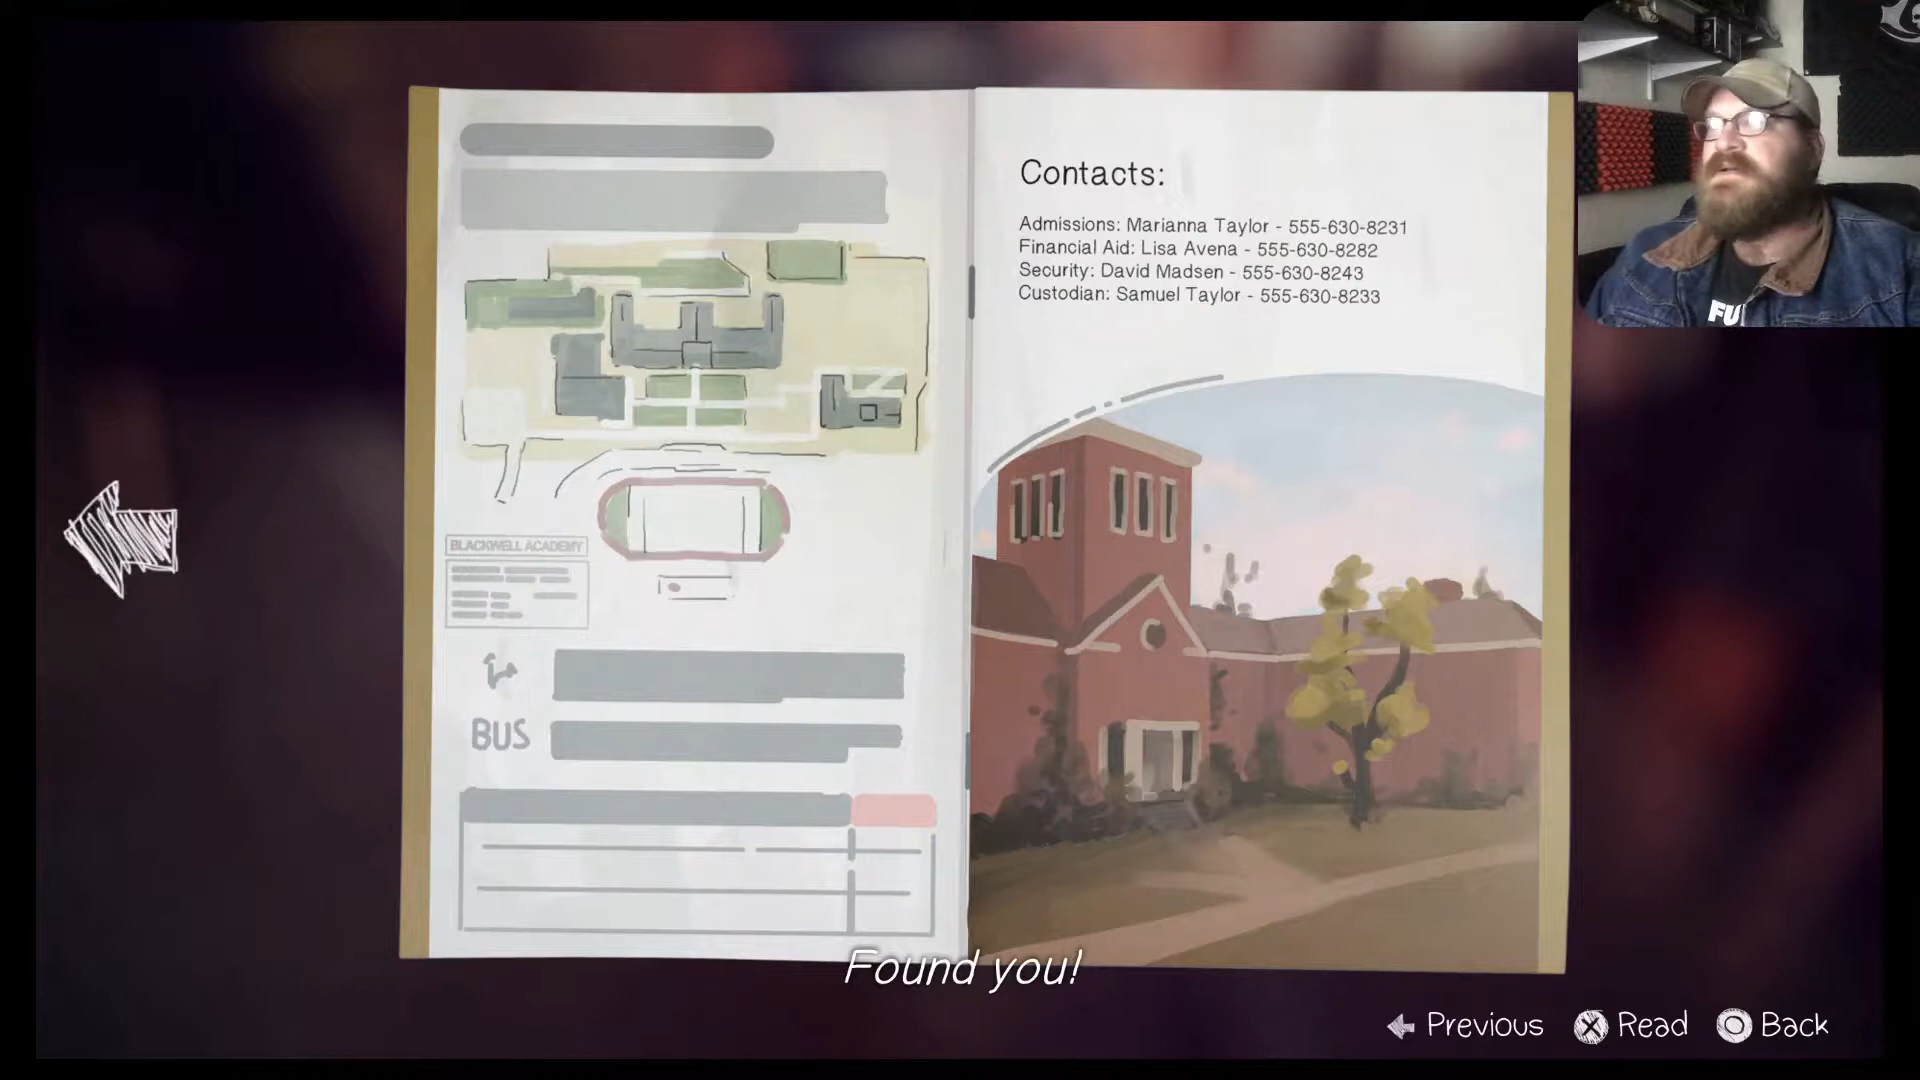 Contacts:
Admissions: Marianna Taylor - 555-630-8231
Financial Aid: Lisa Avena - 555-630-8282
Security: David Madsen - 555-630-8243
Custodian: Samuel Taylor - 555-630-8233
BLACKWELL ACADEMY
BUS
Found you!
Previous
Read
Back
FU